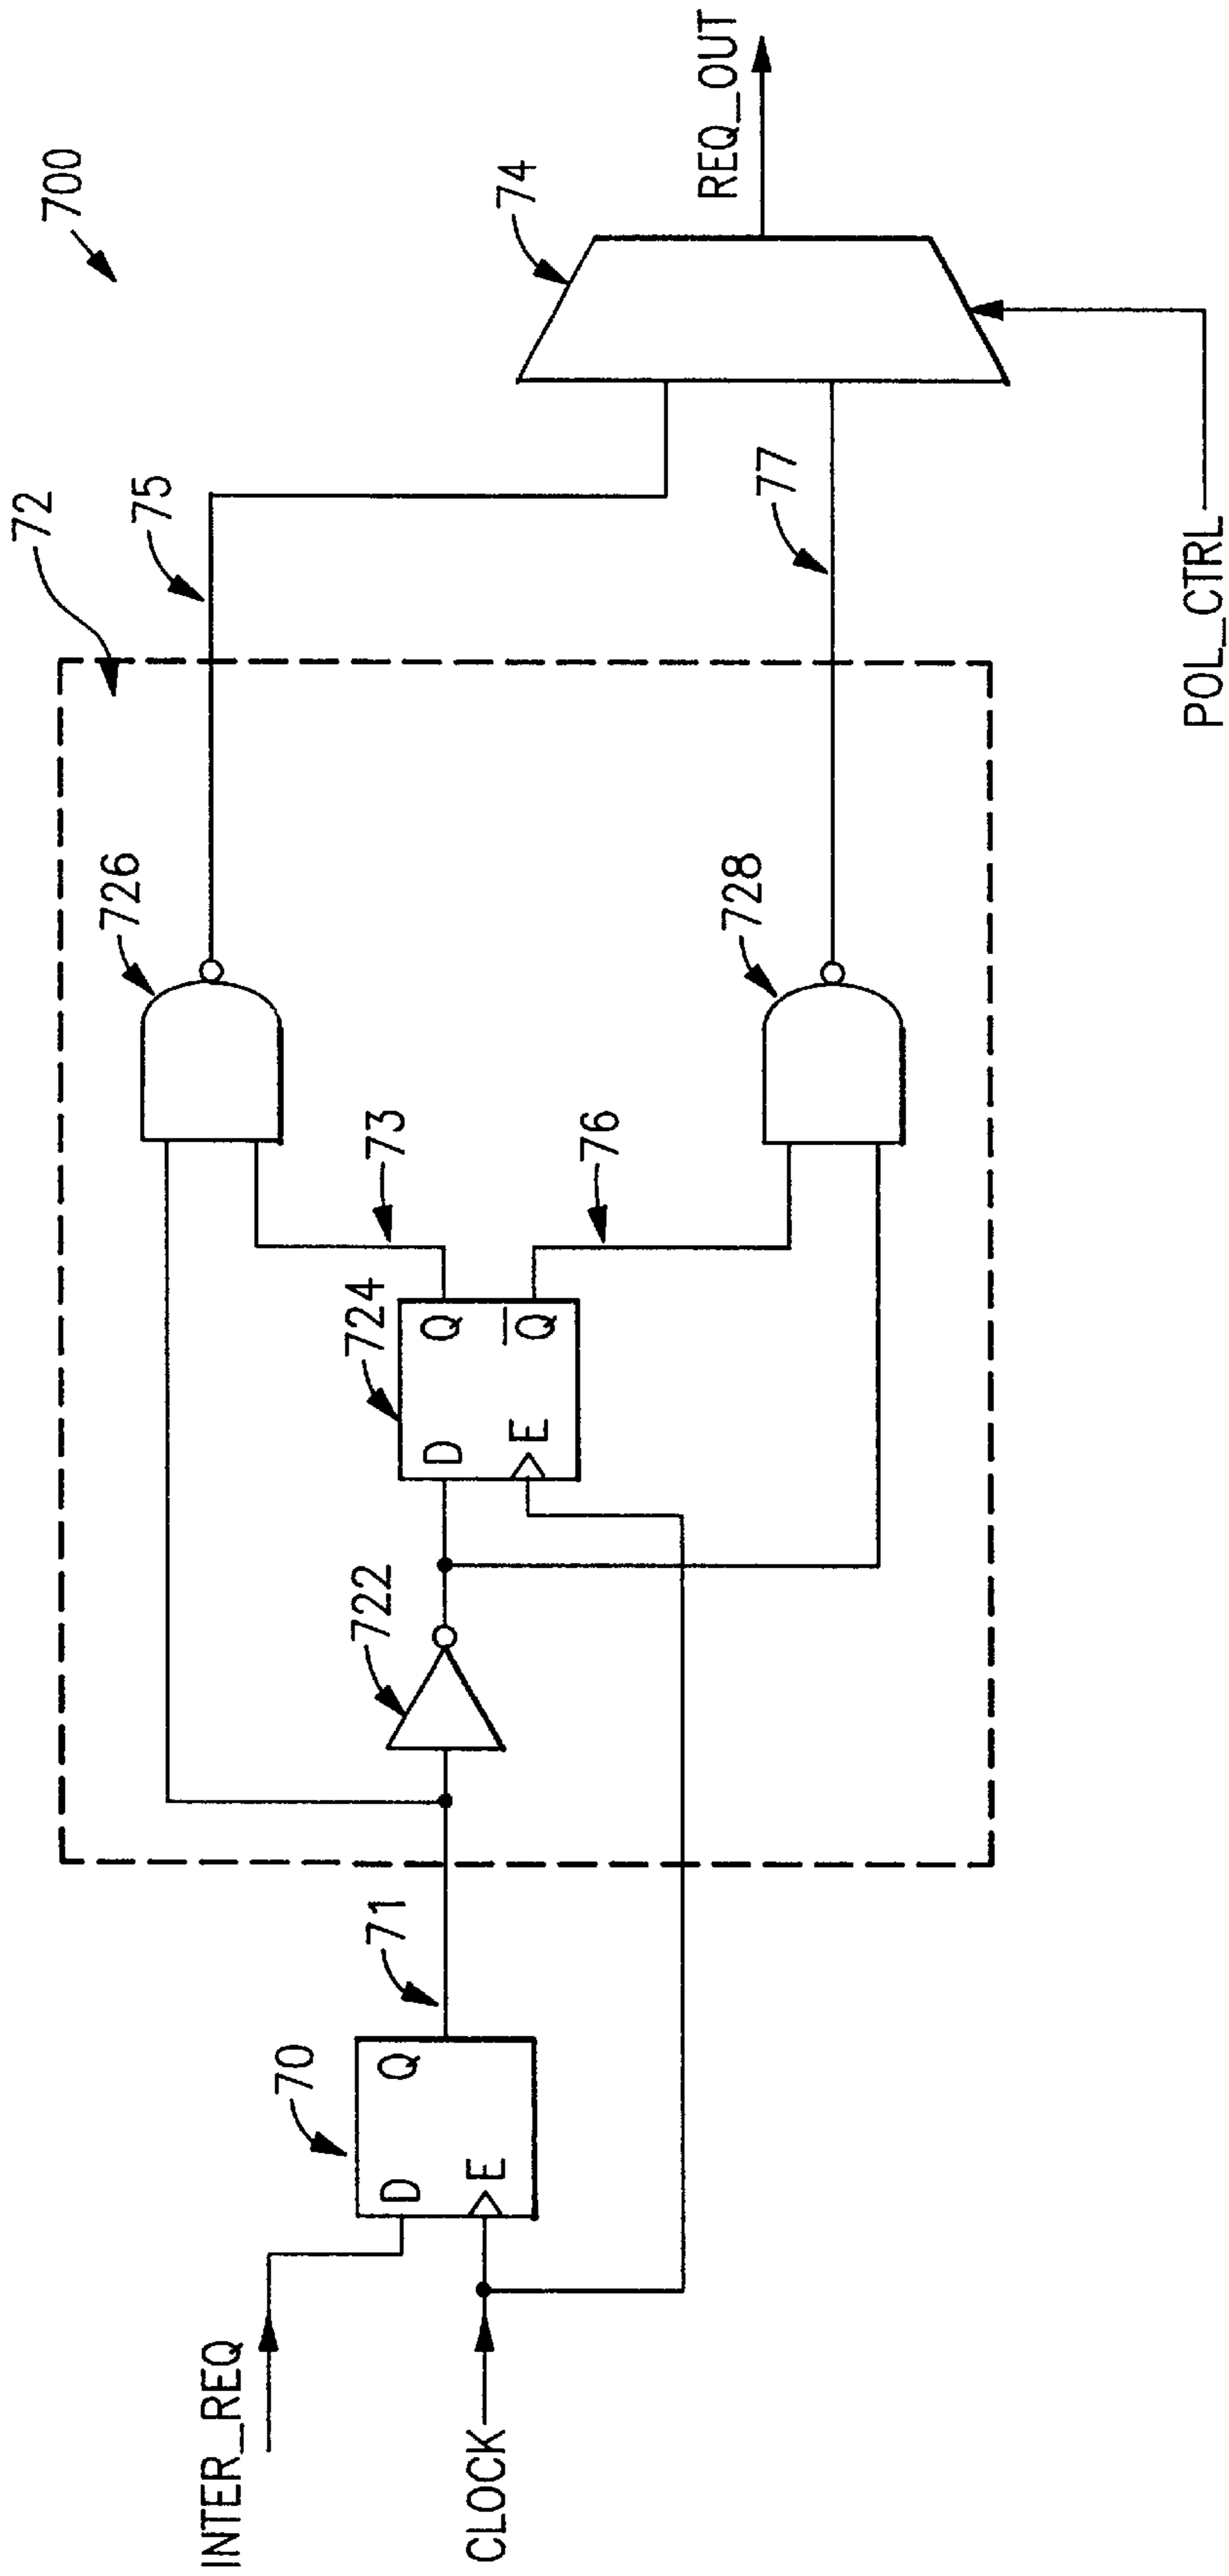 700
72
75
74
REQ_OUT
726
73
724
D
Q
E
Q
722
76
728
77
71
70
D
Q
E
INTER_REQ
CLOCK
POL_CTRL